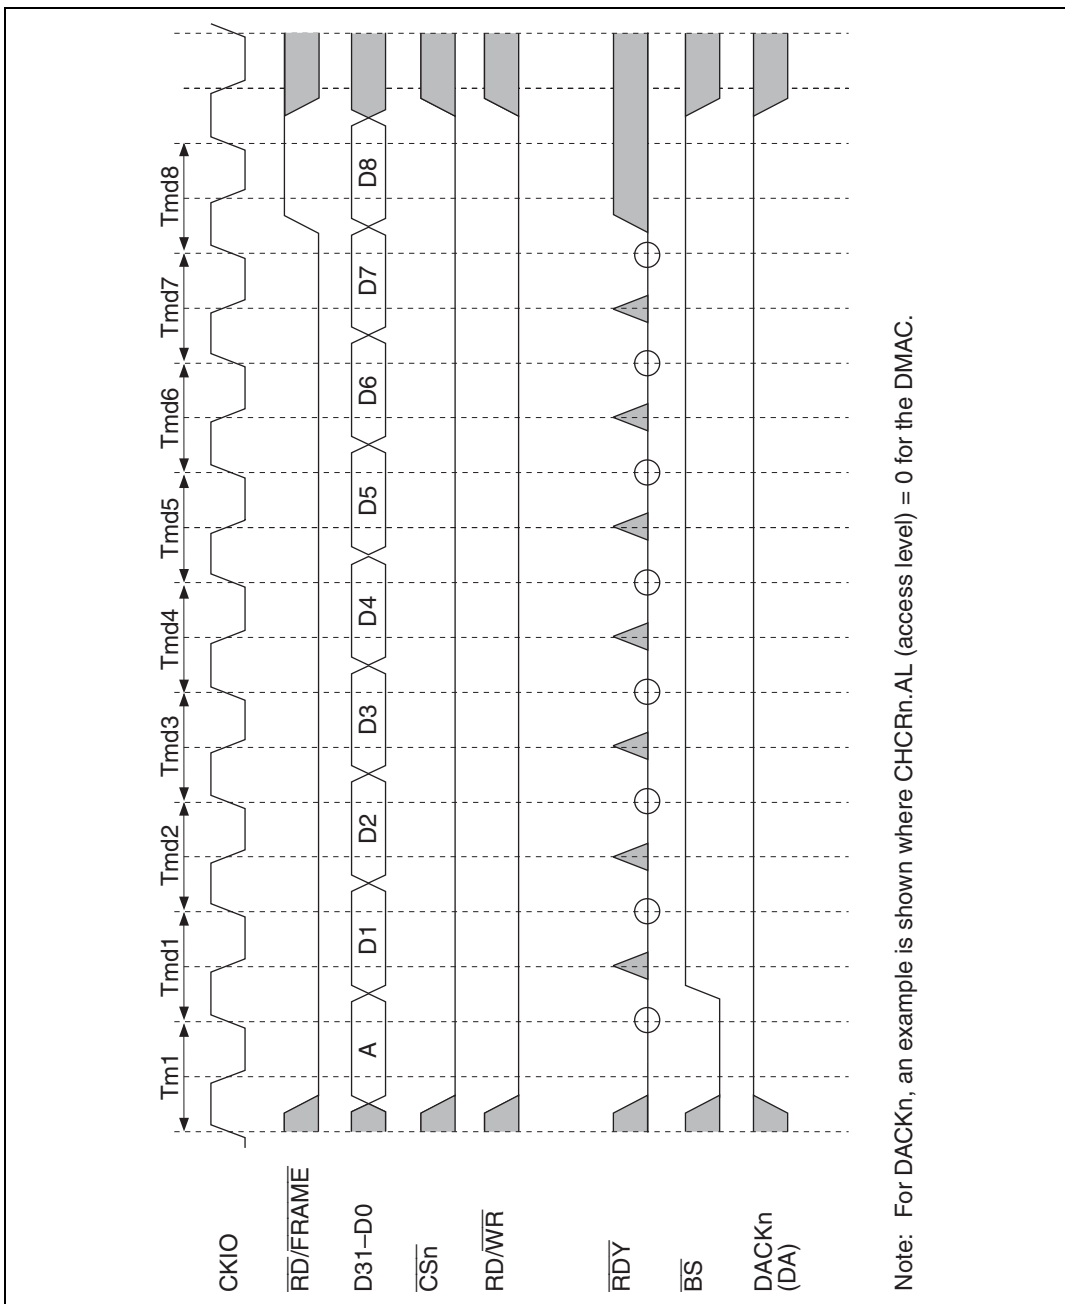 Tm1 Tmd1 Tmd2 Tmd3 Tmd4 Tmd5 Tmd6 Tmd7 Tmd8
CKIO
RD/FRAME
D31–D0 A D1 D2 D3 D4 D5 D6 D7 D8
CSn
RD/WR
RDY
BS
DACKn
(DA)
Note: For DACKn, an example is shown where CHCRn.AL (access level) = 0 for the DMAC.